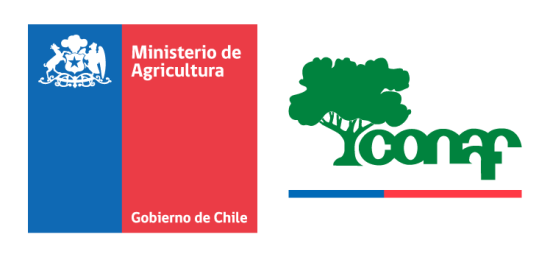 Ministerio de
Agricultura
Gobierno de Chile
conaf